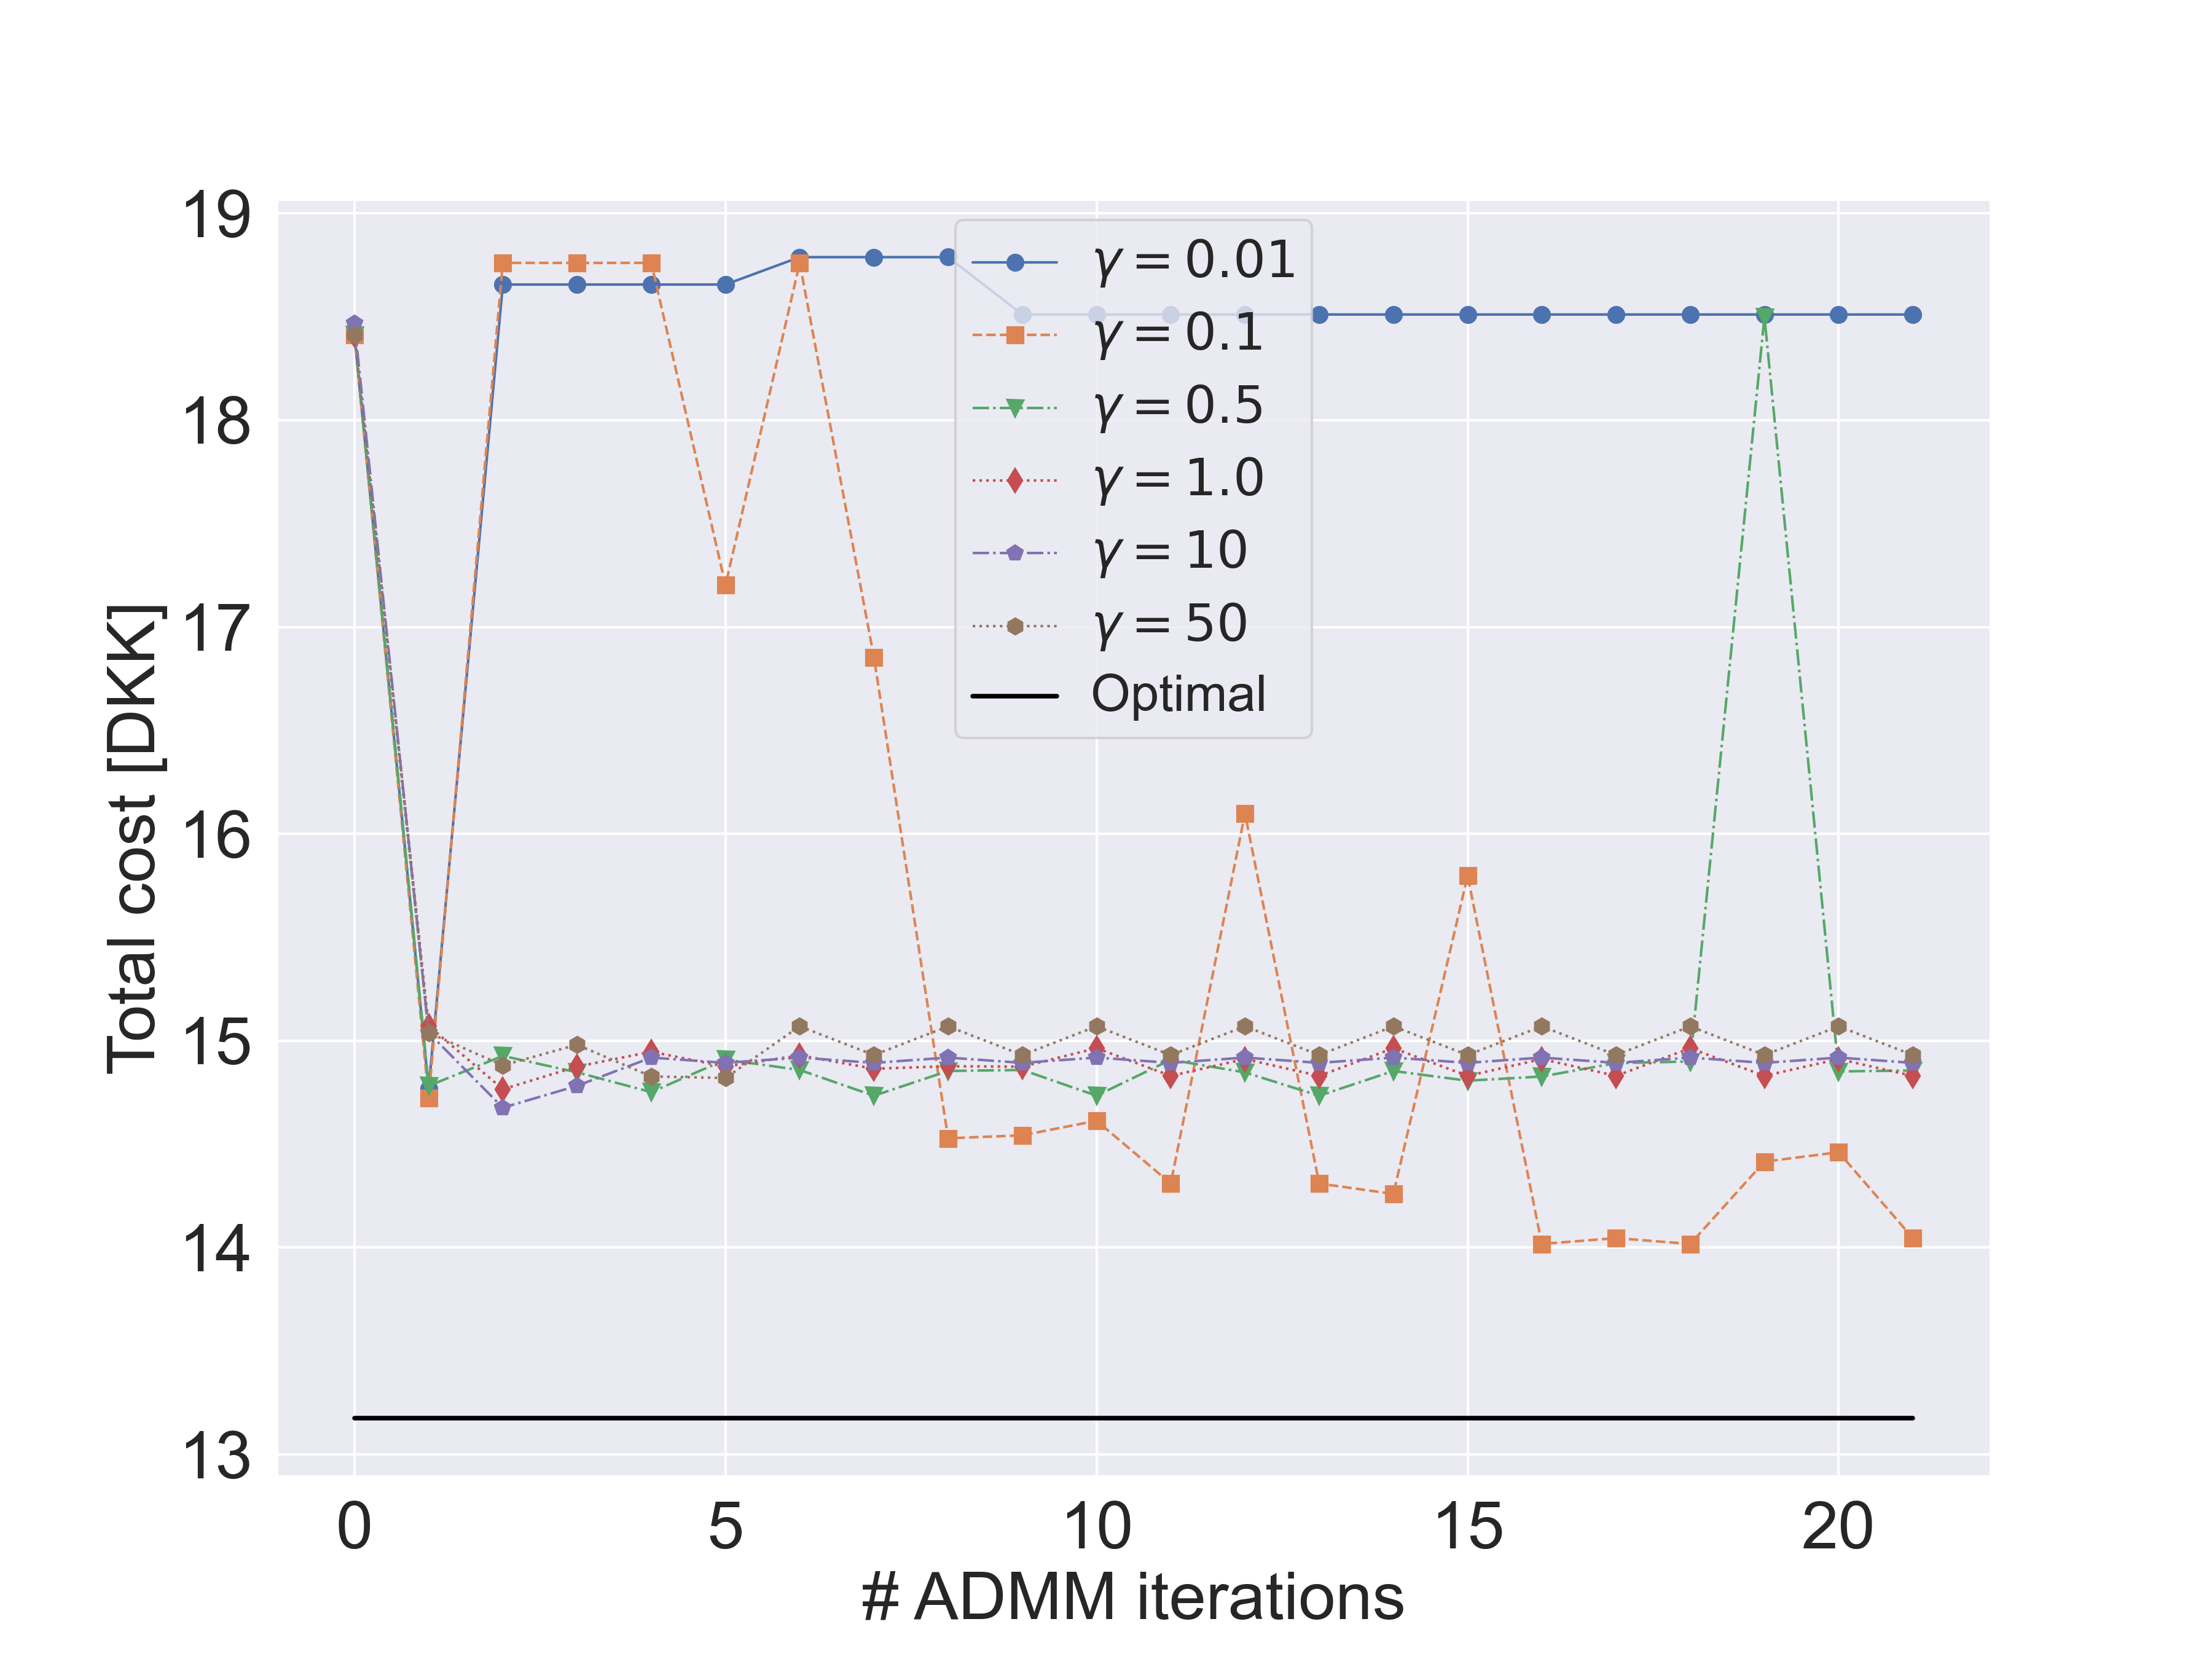 19
18
17
16
15
14
13
Total cost [DKK]
γ = 0.01
γ = 0.1
γ = 0.5
γ = 1.0
γ = 10
γ = 50
Optimal
0 5 10 15 20
# ADMM iterations